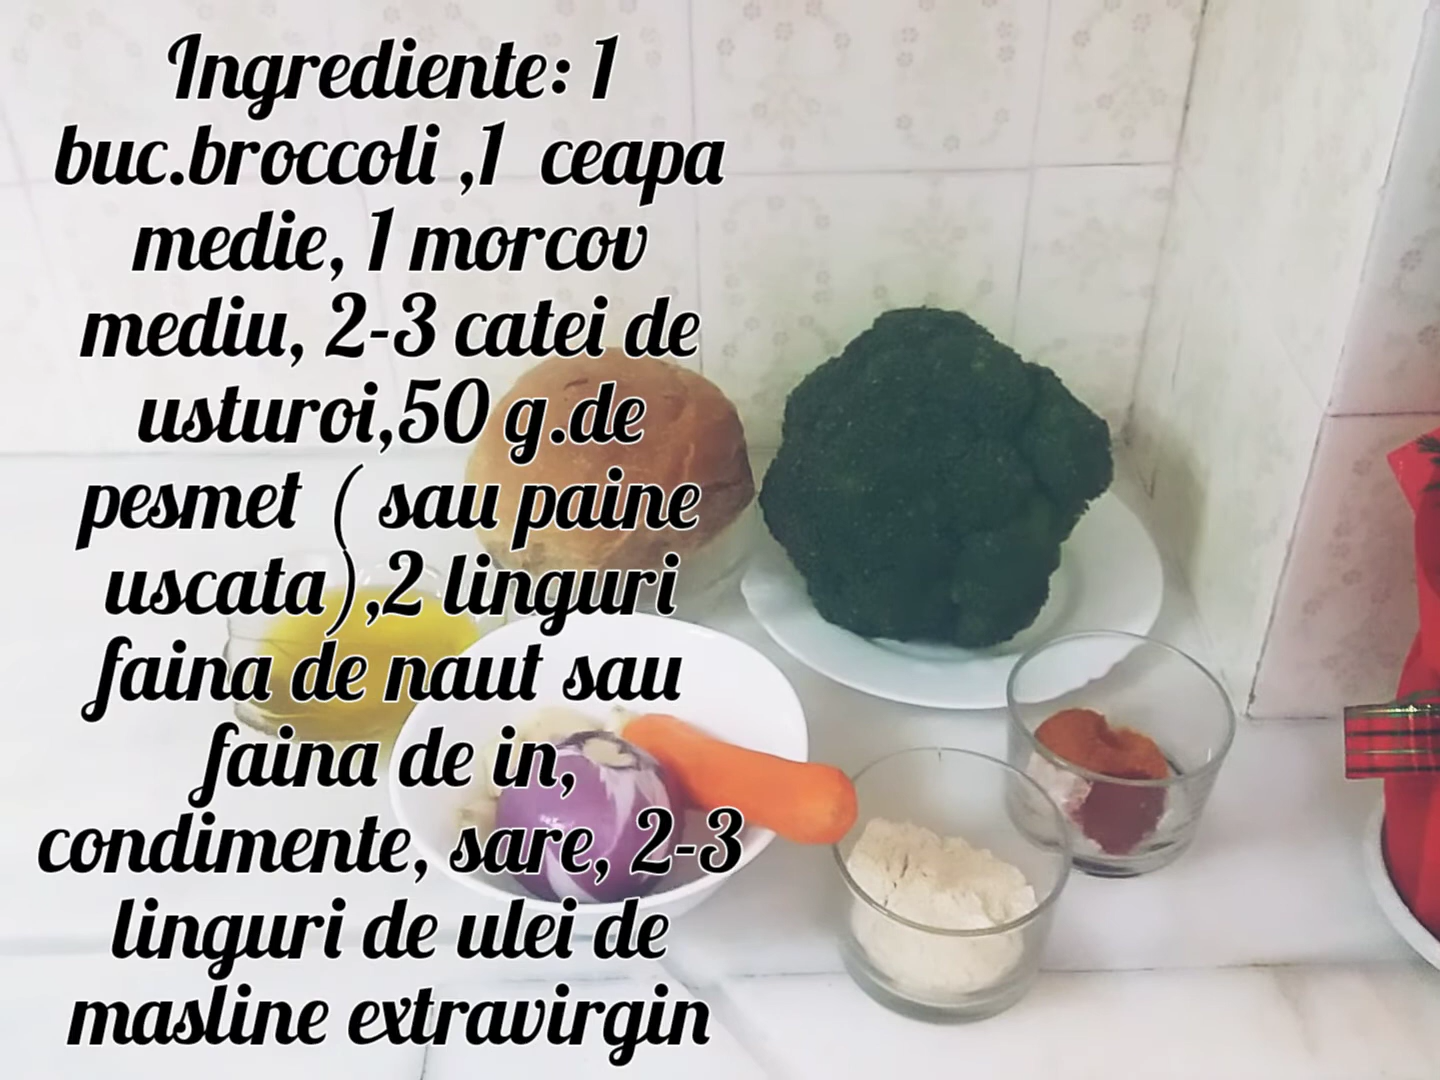 Ingrediente: 1
buc.broccoli ,1 ceapa
medie, 1 morcov
mediu, 2-3 catei de
usturoi,50 g.de
pesmet ( sau paine
uscata),2 linguri
faina de naut sau
faina de in,
condimente, sare, 2-3
linguri de ulei de
masline extravirgin